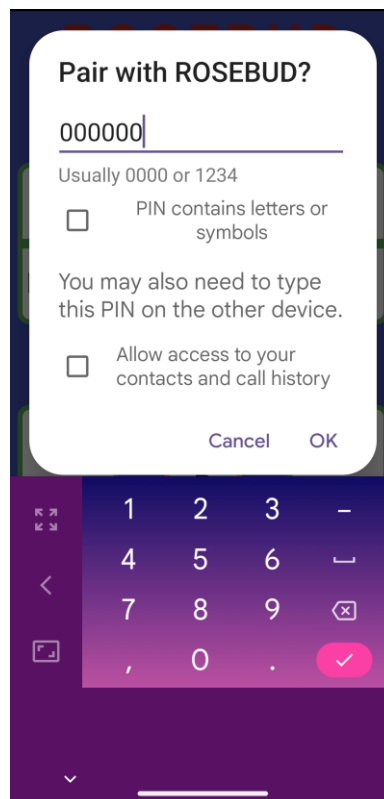 Pair with ROSEBUD?
000000
Usually 0000 or 1234
PIN contains letters or
symbols
You may also need to type
this PIN on the other device.
Allow access to your
contacts and call history
Cancel OK
1 2 3 –
4 5 6
7 8 9
, 0 .